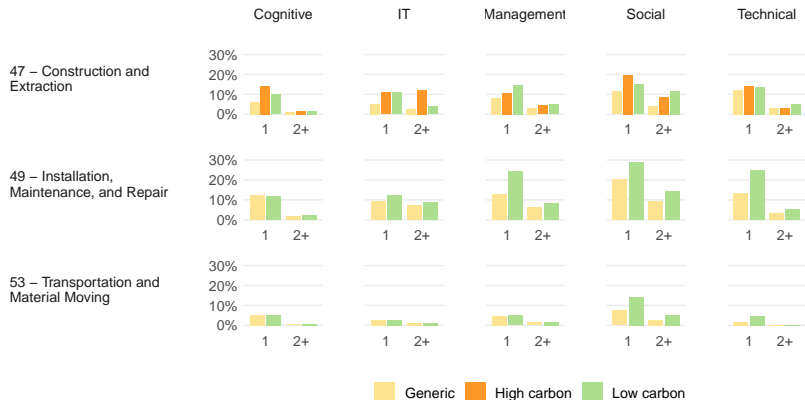 Cognitive IT Management Social Technical
47 – Construction and
Extraction
30%
20%
10%
0%
1 2+ 1 2+ 1 2+ 1 2+ 1 2+
49 – Installation,
Maintenance, and Repair
30%
20%
10%
0%
1 2+ 1 2+ 1 2+ 1 2+ 1 2+
53 – Transportation and
Material Moving
30%
20%
10%
0%
1 2+ 1 2+ 1 2+ 1 2+ 1 2+
Generic High carbon Low carbon